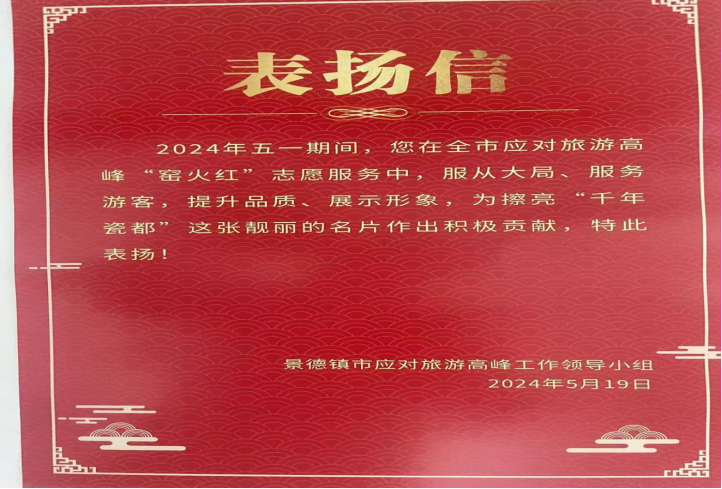 表扬信
2024年五一期间，您在全市应对旅游高
峰“窑火红”志愿服务中，服从大局、服务
游客，提升品质、展示形象，为擦亮“千年
瓷都”这张靓丽的名片作出积极贡献，特此
表扬！
景德镇市应对旅游高峰工作领导小组
2024年5月19日